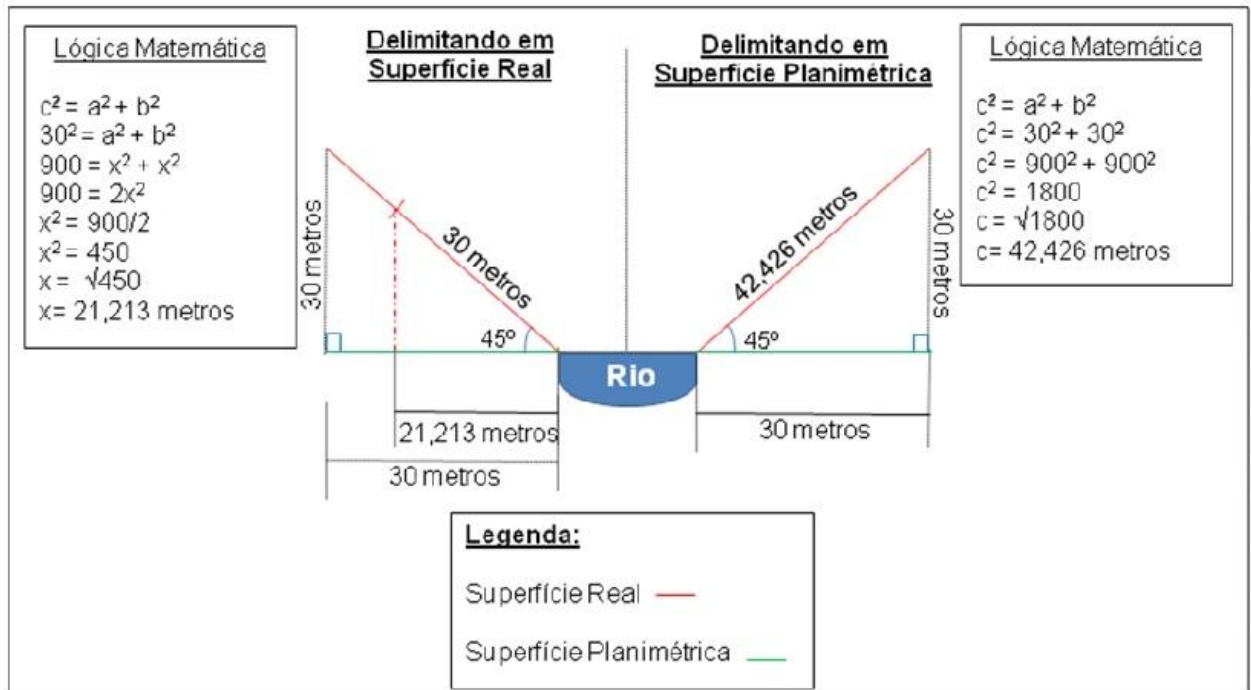 Lógica Matemática
c² = a² + b²
30² = a² + b²
900 = x² + x²
900 = 2x²
x² = 900/2
x² = 450
x = √450
x= 21,213 metros
Delimitando em
Superfície Real
Delimitando em
Superficie Planimétrica
Lógica Matemática
c² = a² + b²
c² = 30² + 30²
c² = 900² + 900²
c² = 1800
c = √1800
c= 42,426 metros
30 metros
30 metros
45º
Rio
42,426 metros
45º
30 metros
21,213 metros
30 metros
30 metros
Legenda:
Superfície Real
Superfície Planimétrica